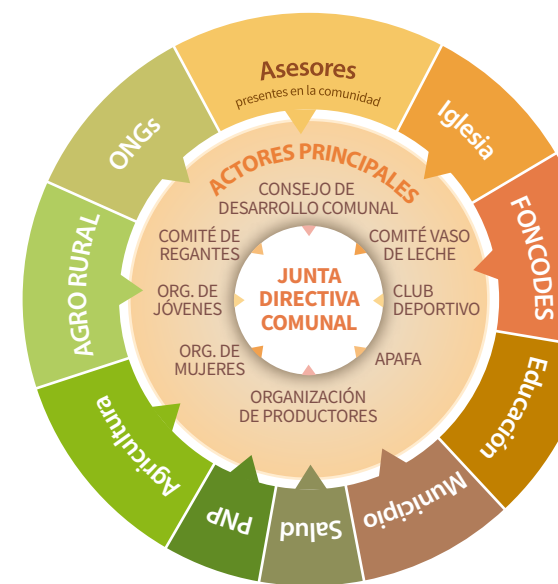 Asesores
presentes en la comunidad
Iglesia
FONCODES
Educación
Municipio
Salud
PNP
Agricultura
AGRO RURAL
ONGs
ACTORES PRINCIPALES
CONSEJO DE
DESARROLLO COMUNAL
COMITÉ VASO
DE LECHE
CLUB
DEPORTIVO
APAFA
ORGANIZACIÓN
DE PRODUCTORES
ORG. DE
MUJERES
ORG. DE
JÓVENES
COMITÉ DE
REGANTES
JUNTA
DIRECTIVA
COMUNAL